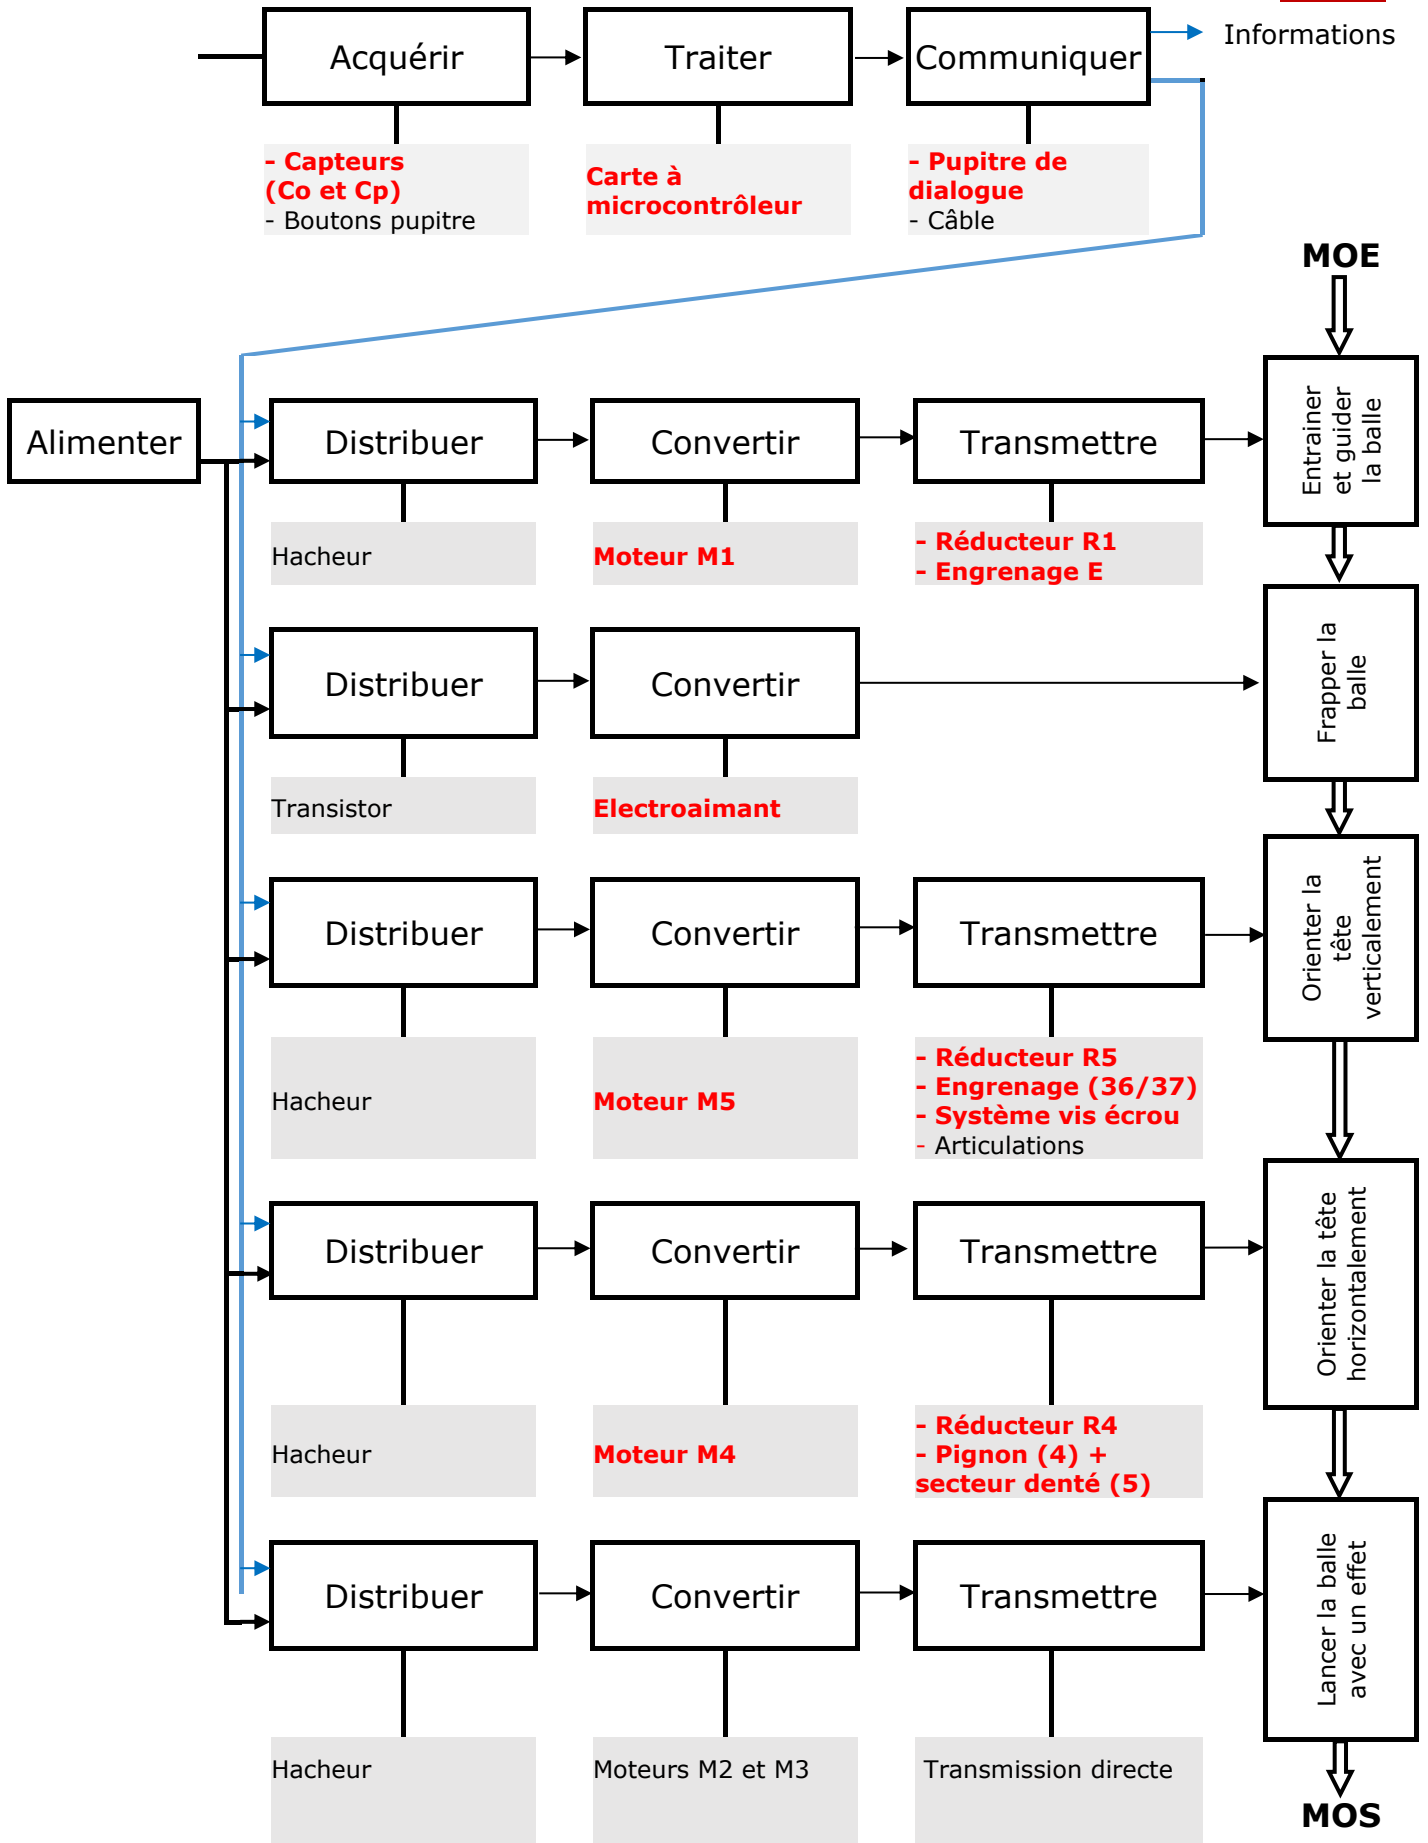 Acquérir
Traiter
Communiquer
Informations
- Capteurs
(Co et Cp)
- Boutons pupitre
Carte à
microcontrôleur
- Pupitre de
dialogue
- Câble
MOE
Alimenter
Distribuer
Convertir
Transmettre
Entrainer
et guider
la balle
Hacheur
Moteur M1
- Réducteur R1
- Engrenage E
Distribuer
Convertir
Frapper la
balle
Transistor
Electroaimant
Distribuer
Convertir
Transmettre
Orienter la
tête
verticalement
Hacheur
Moteur M5
- Réducteur R5
- Engrenage (36/37)
- Système vis écrou
- Articulations
Distribuer
Convertir
Transmettre
Orienter la tête
horizontalement
Hacheur
Moteur M4
- Réducteur R4
- Pignon (4) +
secteur denté (5)
Distribuer
Convertir
Transmettre
Lancer la balle
avec un effet
Hacheur
Moteurs M2 et M3
Transmission directe
MOS